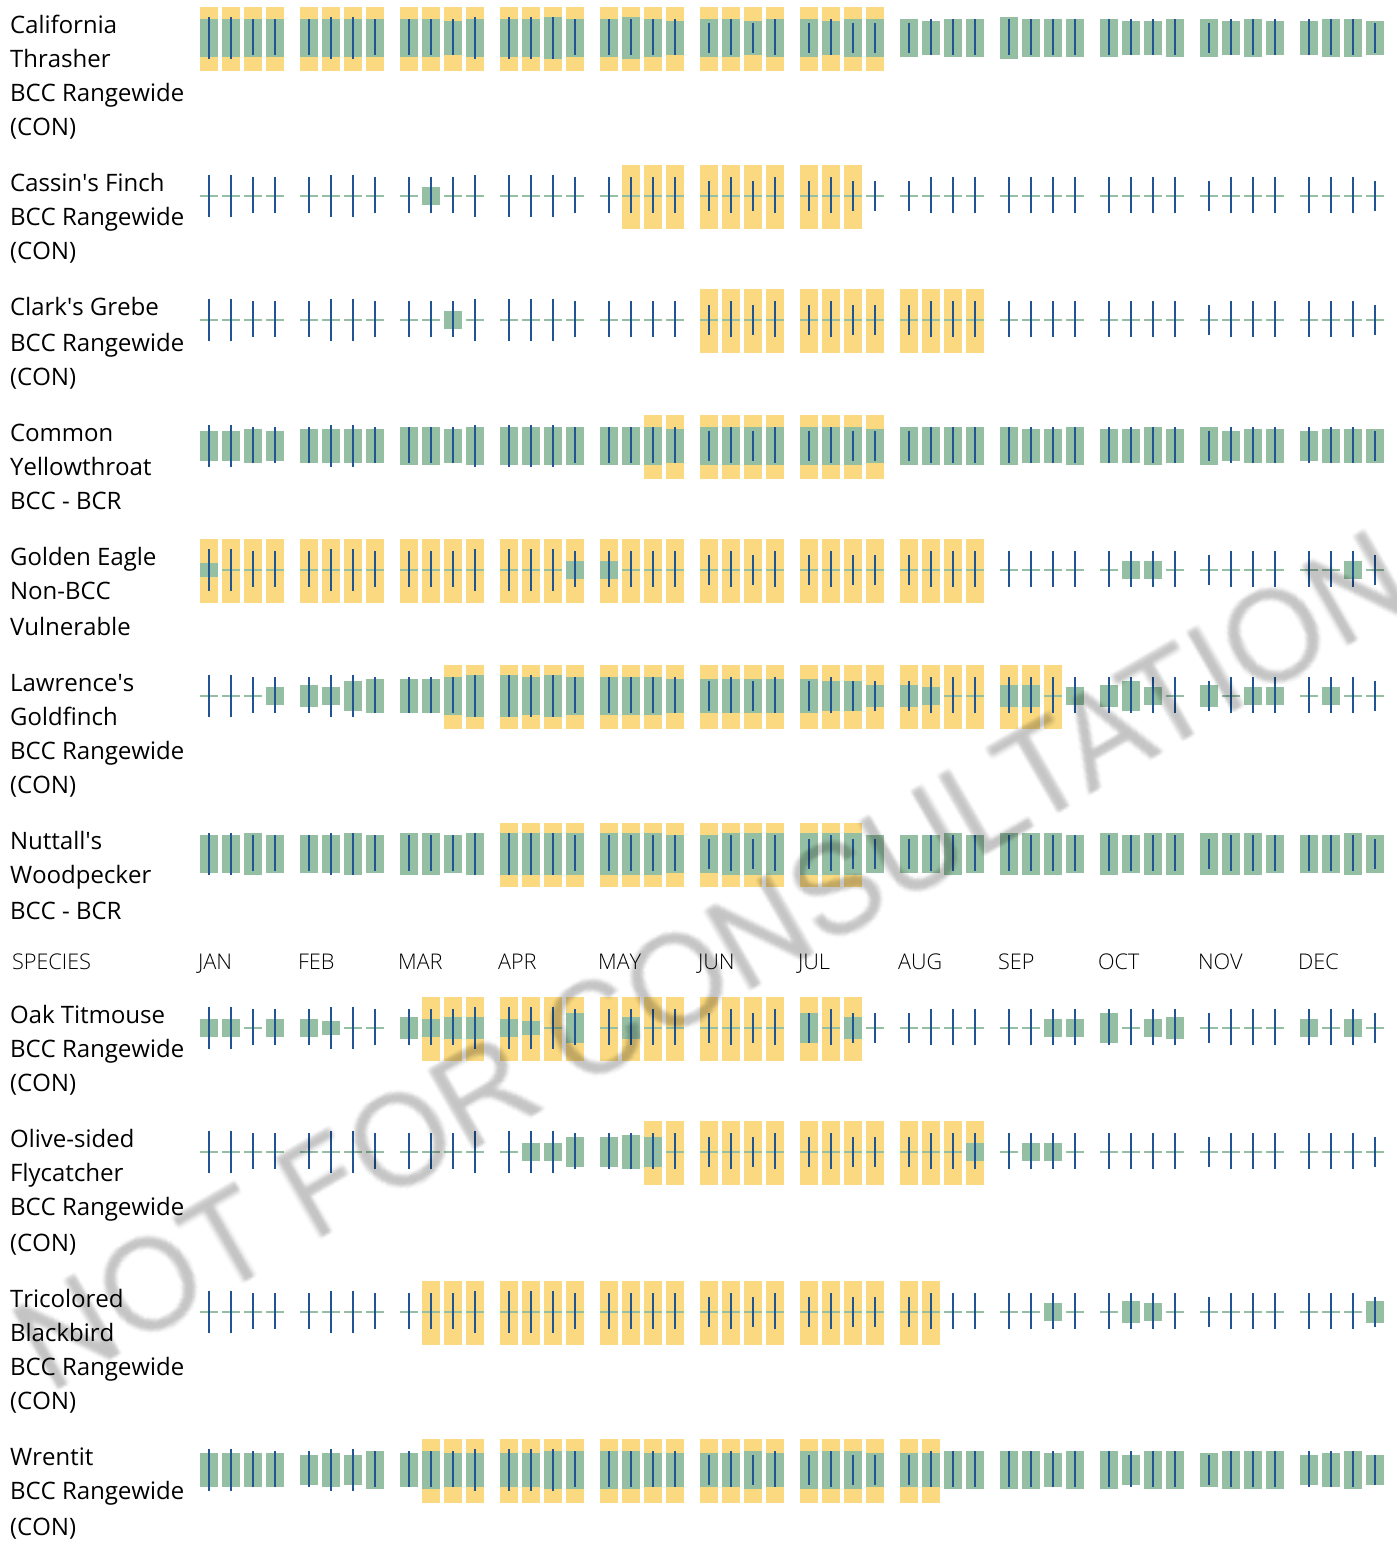 California
Thrasher
BCC Rangewide
(CON)
Cassin's Finch
BCC Rangewide
(CON)
Clark's Grebe
BCC Rangewide
(CON)
Common
Yellowthroat
BCC - BCR
Golden Eagle
Non-BCC
Vulnerable
Lawrence's
Goldfinch
BCC Rangewide
(CON)
Nuttall's
Woodpecker
BCC - BCR
SPECIES JAN FEB MAR APR MAY JUN JUL AUG SEP OCT NOV DEC
Oak Titmouse
BCC Rangewide
(CON)
Olive-sided
Flycatcher
BCC Rangewide
(CON)
Tricolored
Blackbird
BCC Rangewide
(CON)
Wrentit
BCC Rangewide
(CON)
NOT FOR CONSULTATION